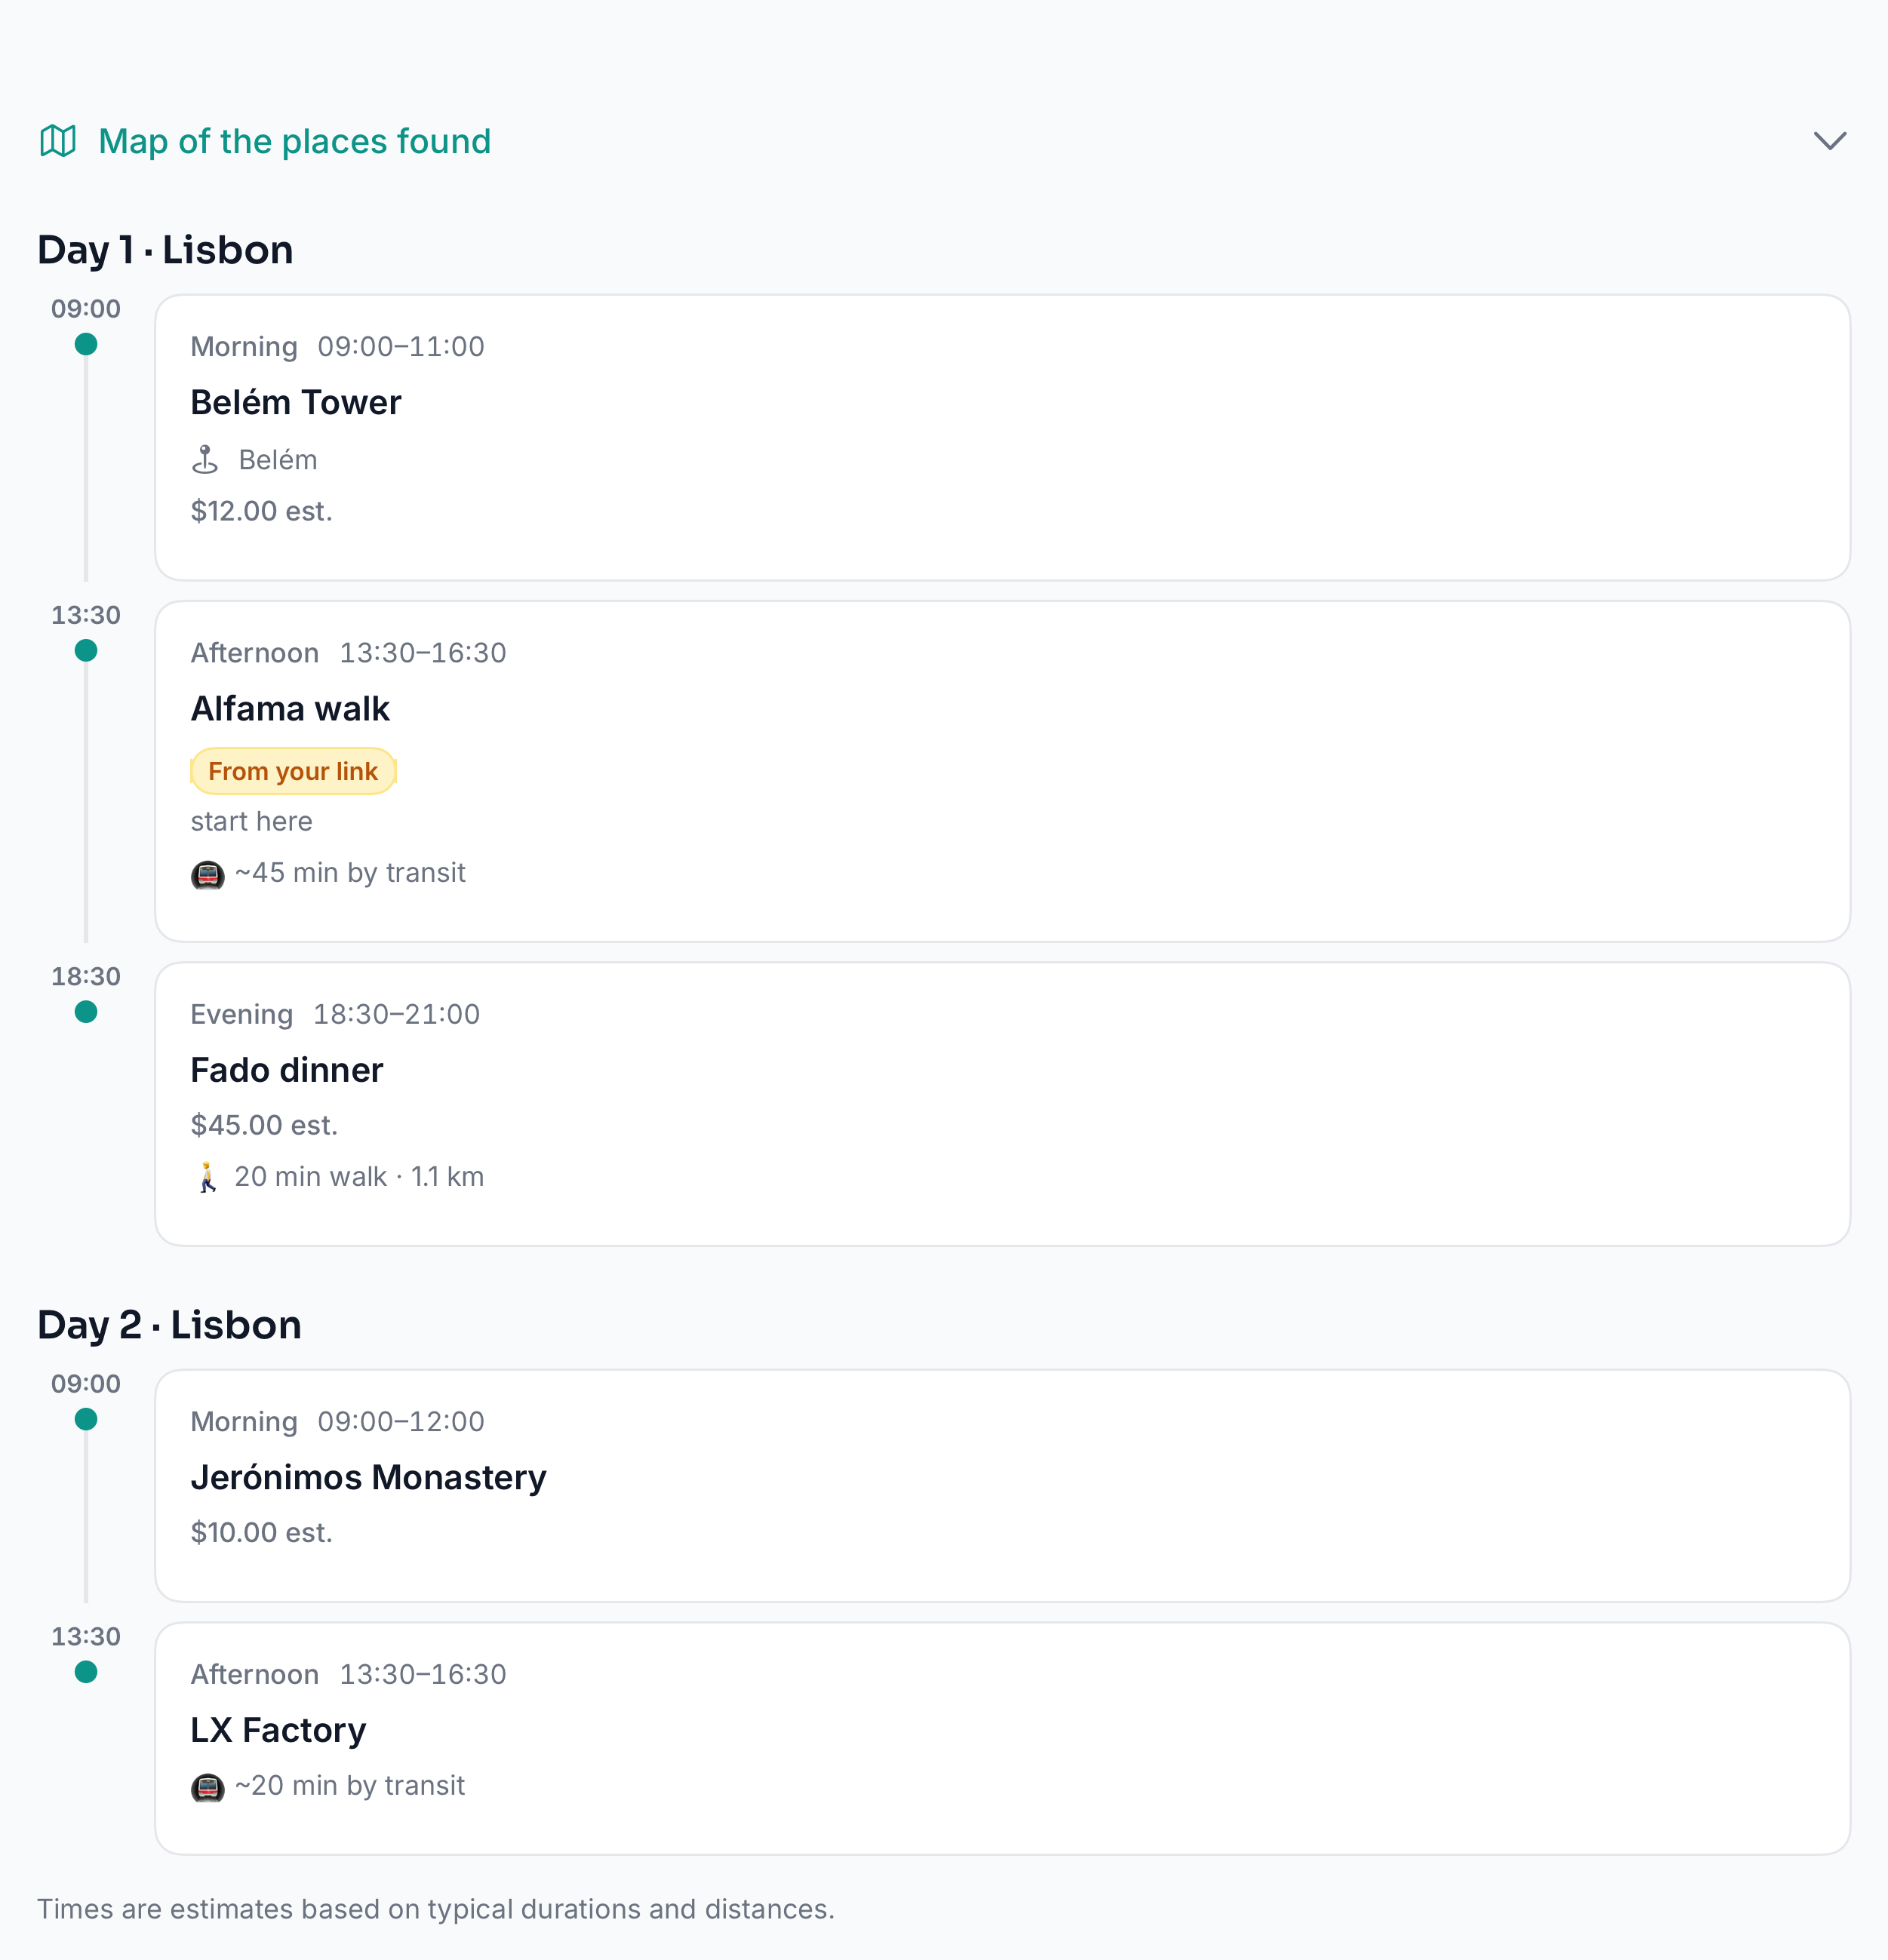 Map of the places found
Day 1 · Lisbon
09:00
Morning 09:00–11:00
Belém Tower
Belém
$12.00 est.
13:30
Afternoon 13:30–16:30
Alfama walk
From your link
start here
~45 min by transit
18:30
Evening 18:30–21:00
Fado dinner
$45.00 est.
20 min walk · 1.1 km
Day 2 · Lisbon
09:00
Morning 09:00–12:00
Jerónimos Monastery
$10.00 est.
13:30
Afternoon 13:30–16:30
LX Factory
~20 min by transit
Times are estimates based on typical durations and distances.